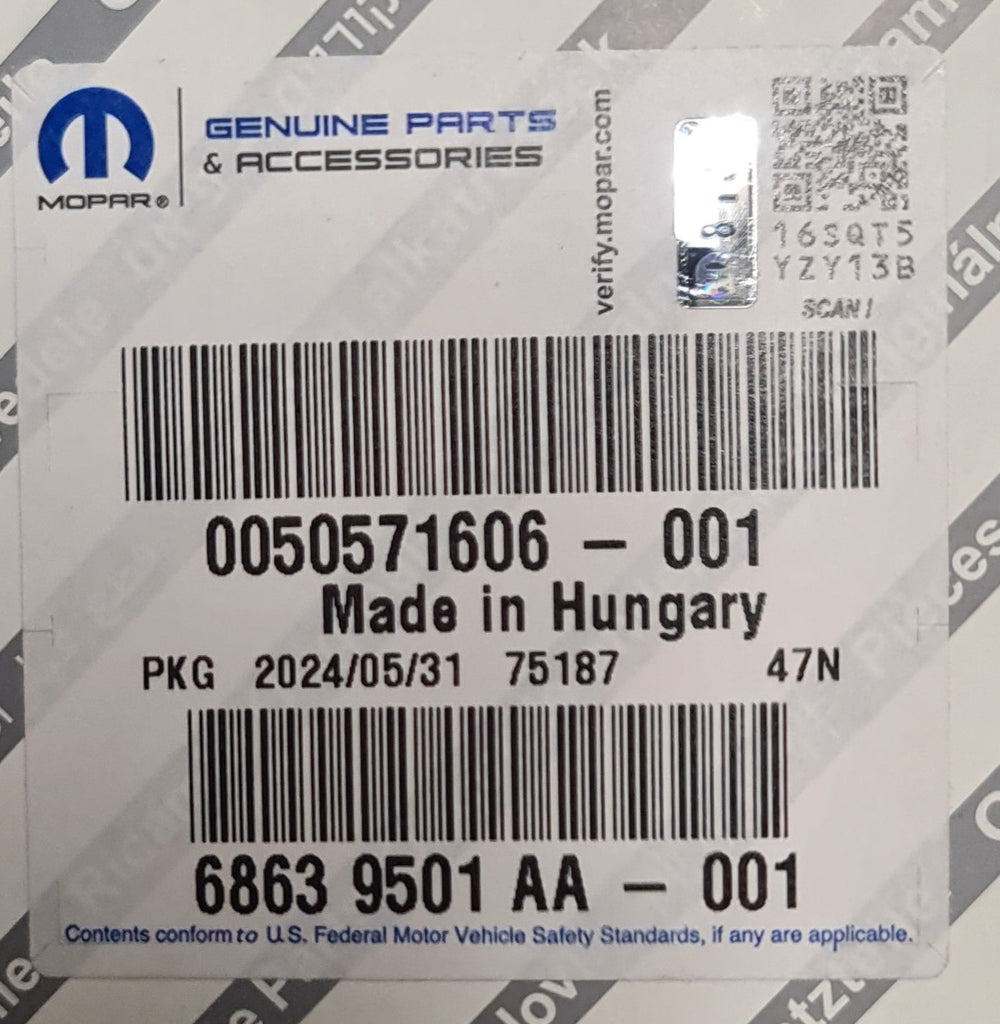 MOPAR®
GENUINE PARTS
& ACCESSORIES
verify.mopar.com
163QT5
YZY13B
SCAN!
0050571606 – 001
Made in Hungary
PKG 2024/05/31 75187 47N
6863 9501 AA – 001
Contents conform to U.S. Federal Motor Vehicle Safety Standards, if any are applicable.